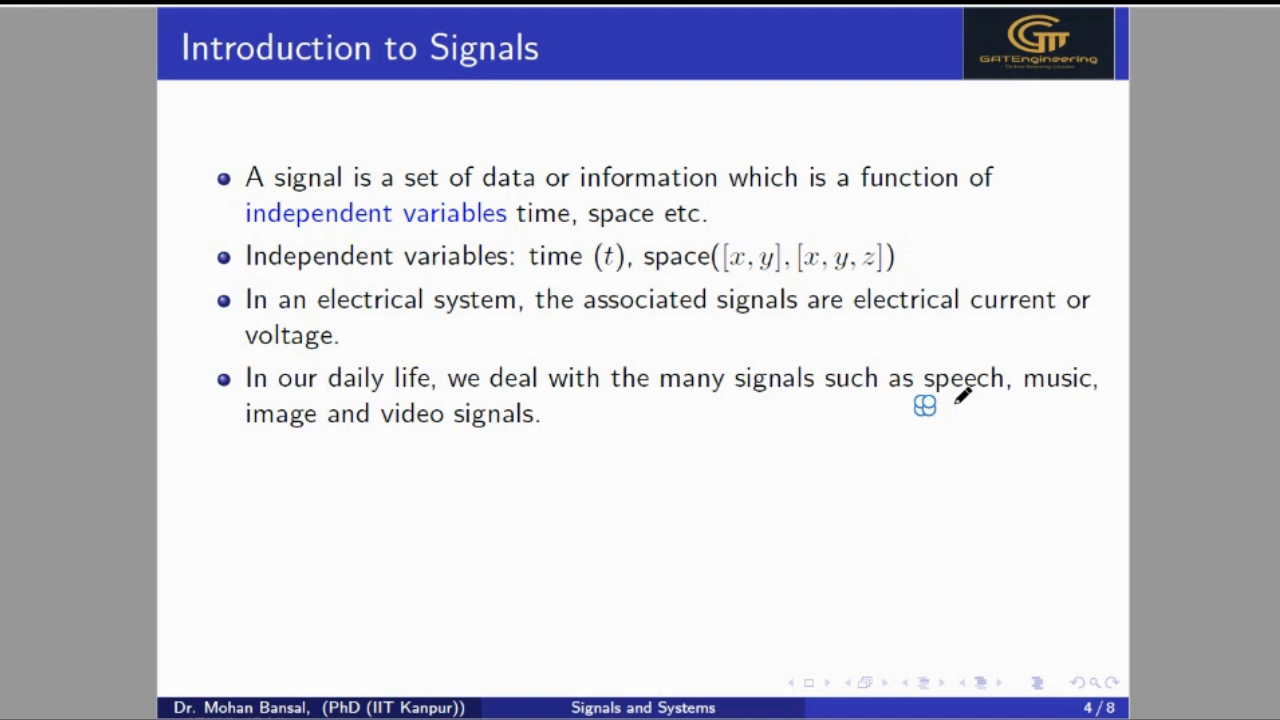 Introduction to Signals
GATEngineering
A signal is a set of data or information which is a function of
independent variables time, space etc.
Independent variables: time (t), space([x, y], [x, y, z])
In an electrical system, the associated signals are electrical current or
voltage.
In our daily life, we deal with the many signals such as speech, music,
image and video signals.
Dr. Mohan Bansal, (PhD (IIT Kanpur)) Signals and Systems 4 / 8